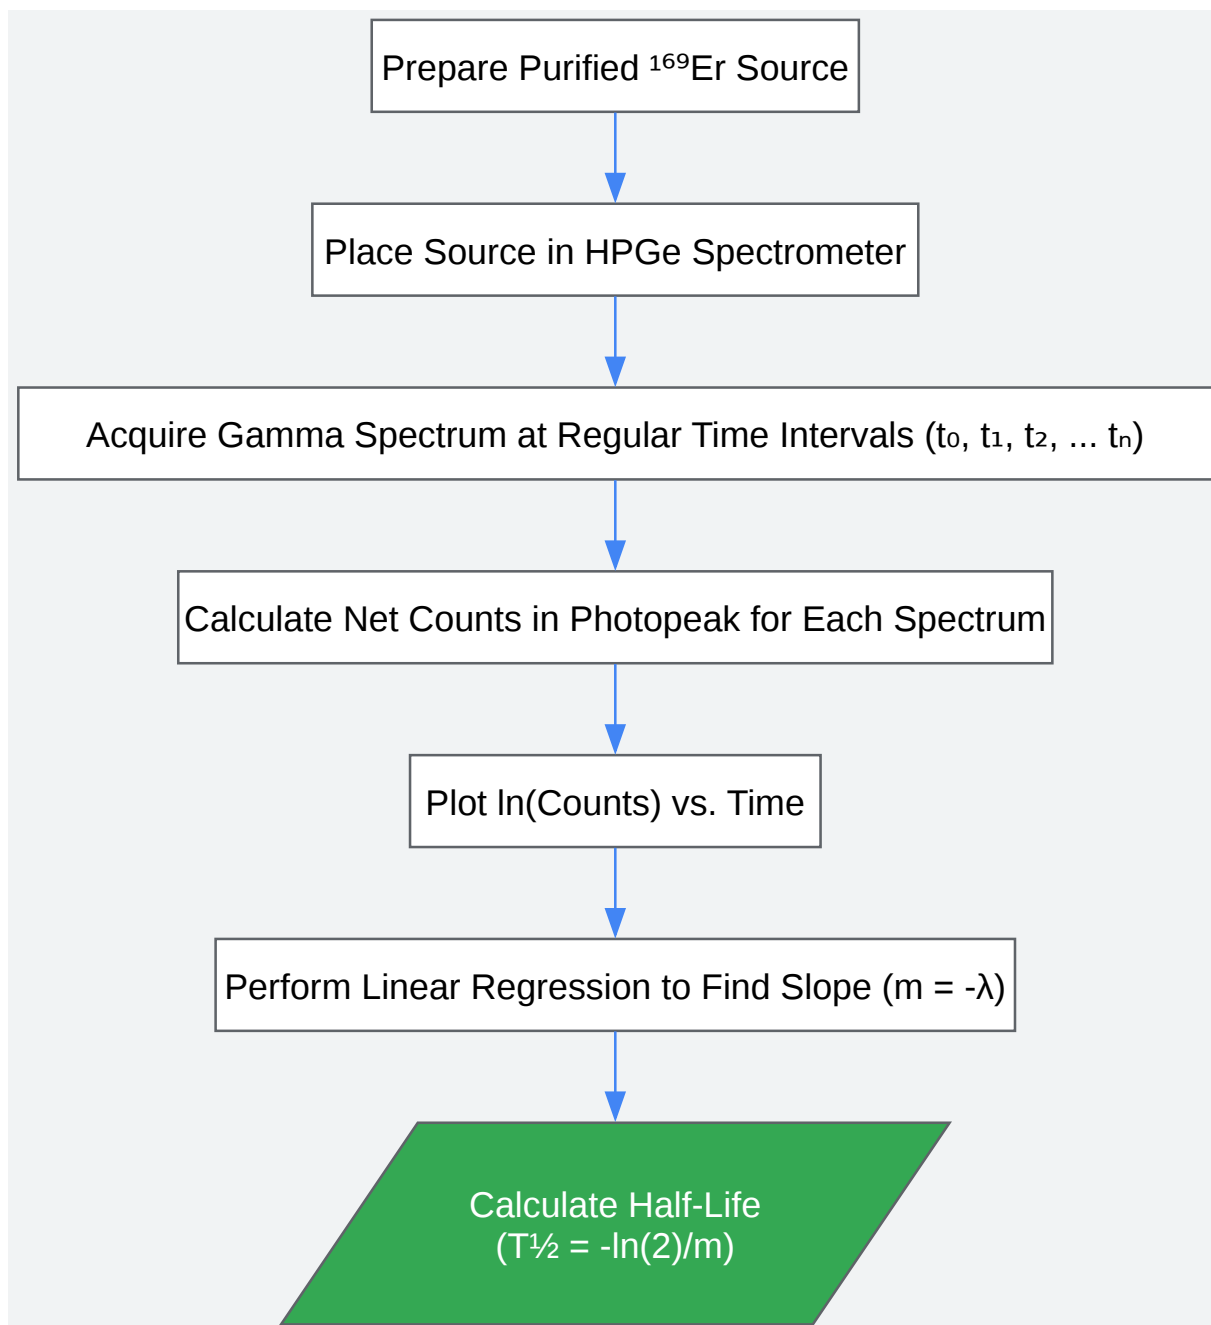 Prepare Purified ¹⁶⁹Er Source
Place Source in HPGe Spectrometer
Acquire Gamma Spectrum at Regular Time Intervals (t₀, t₁, t₂, ... tₙ)
Calculate Net Counts in Photopeak for Each Spectrum
Plot ln(Counts) vs. Time
Perform Linear Regression to Find Slope (m = -λ)
Calculate Half-Life
(T½ = -ln(2)/m)